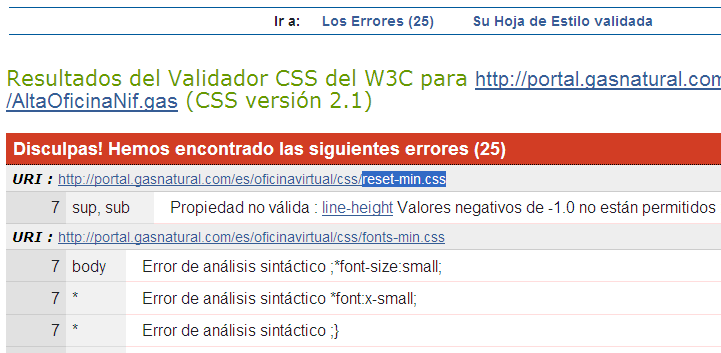 Ir a: Los Errores (25) Su Hoja de Estilo validada
Resultados del Validador CSS del W3C para http://portal.gasnatural.com
/AltaOficinaNif.gas (CSS versión 2.1)
Disculpas! Hemos encontrado las siguientes errores (25)
URI : http://portal.gasnatural.com/es/oficinavirtual/css/reset-min.css
7 sup, sub Propiedad no válida : line-height Valores negativos de -1.0 no están permitidos
URI : http://portal.gasnatural.com/es/oficinavirtual/css/fonts-min.css
7 body Error de análisis sintáctico ;*font-size:small;
7 * Error de análisis sintáctico *font:x-small;
7 * Error de análisis sintáctico ;}